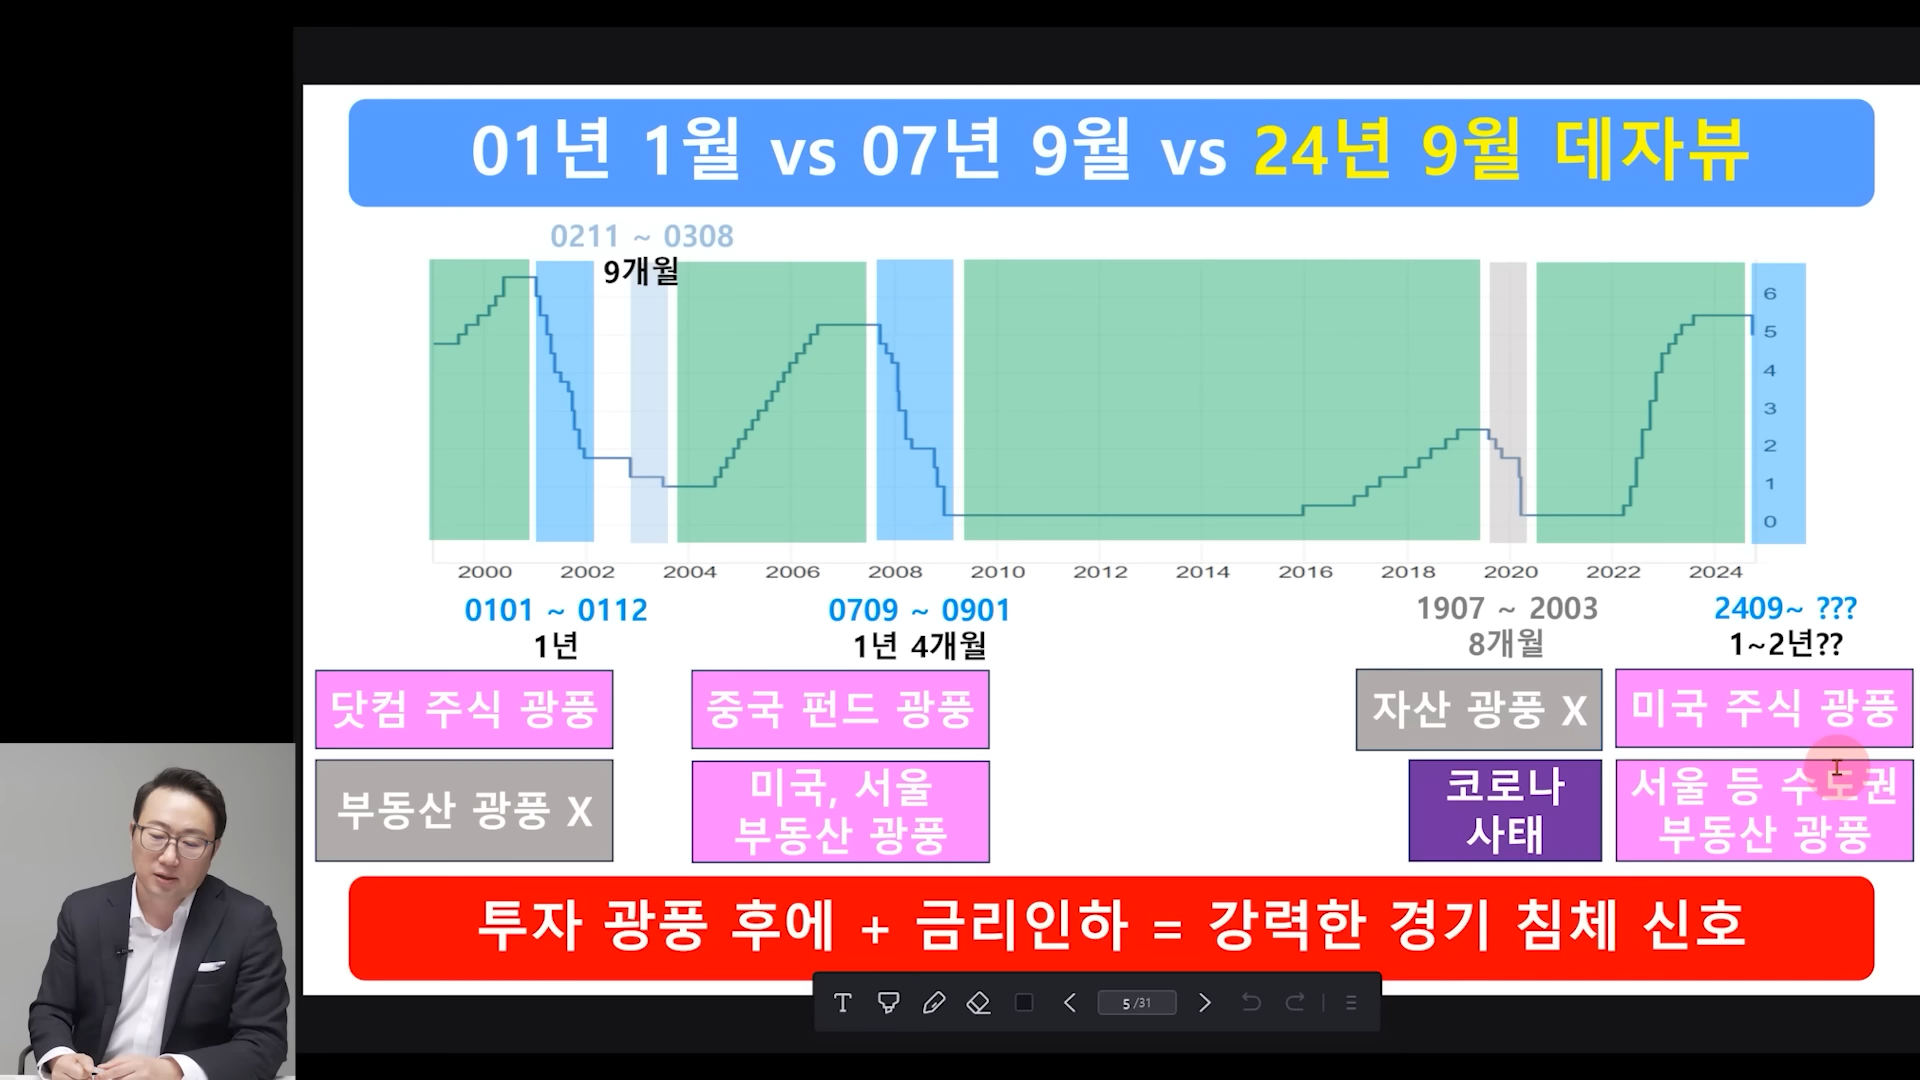 01년 1월 vs 07년 9월 vs 24년 9월 데자뷰
0211 ~ 0308
9개월
6
5
4
3
2
1
0
2000 2002 2004 2006 2008 2010 2012 2014 2016 2018 2020 2022 2024
0101 ~ 0112
1년
0709 ~ 0901
1년 4개월
1907 ~ 2003
8개월
2409~ ???
1~2년??
닷컴 주식 광풍
부동산 광풍 X
중국 펀드 광풍
미국, 서울
부동산 광풍
자산 광풍 X
코로나
사태
미국 주식 광풍
서울 등 수도권
부동산 광풍
투자 광풍 후에 + 금리인하 = 강력한 경기 침체 신호
T
5 /31